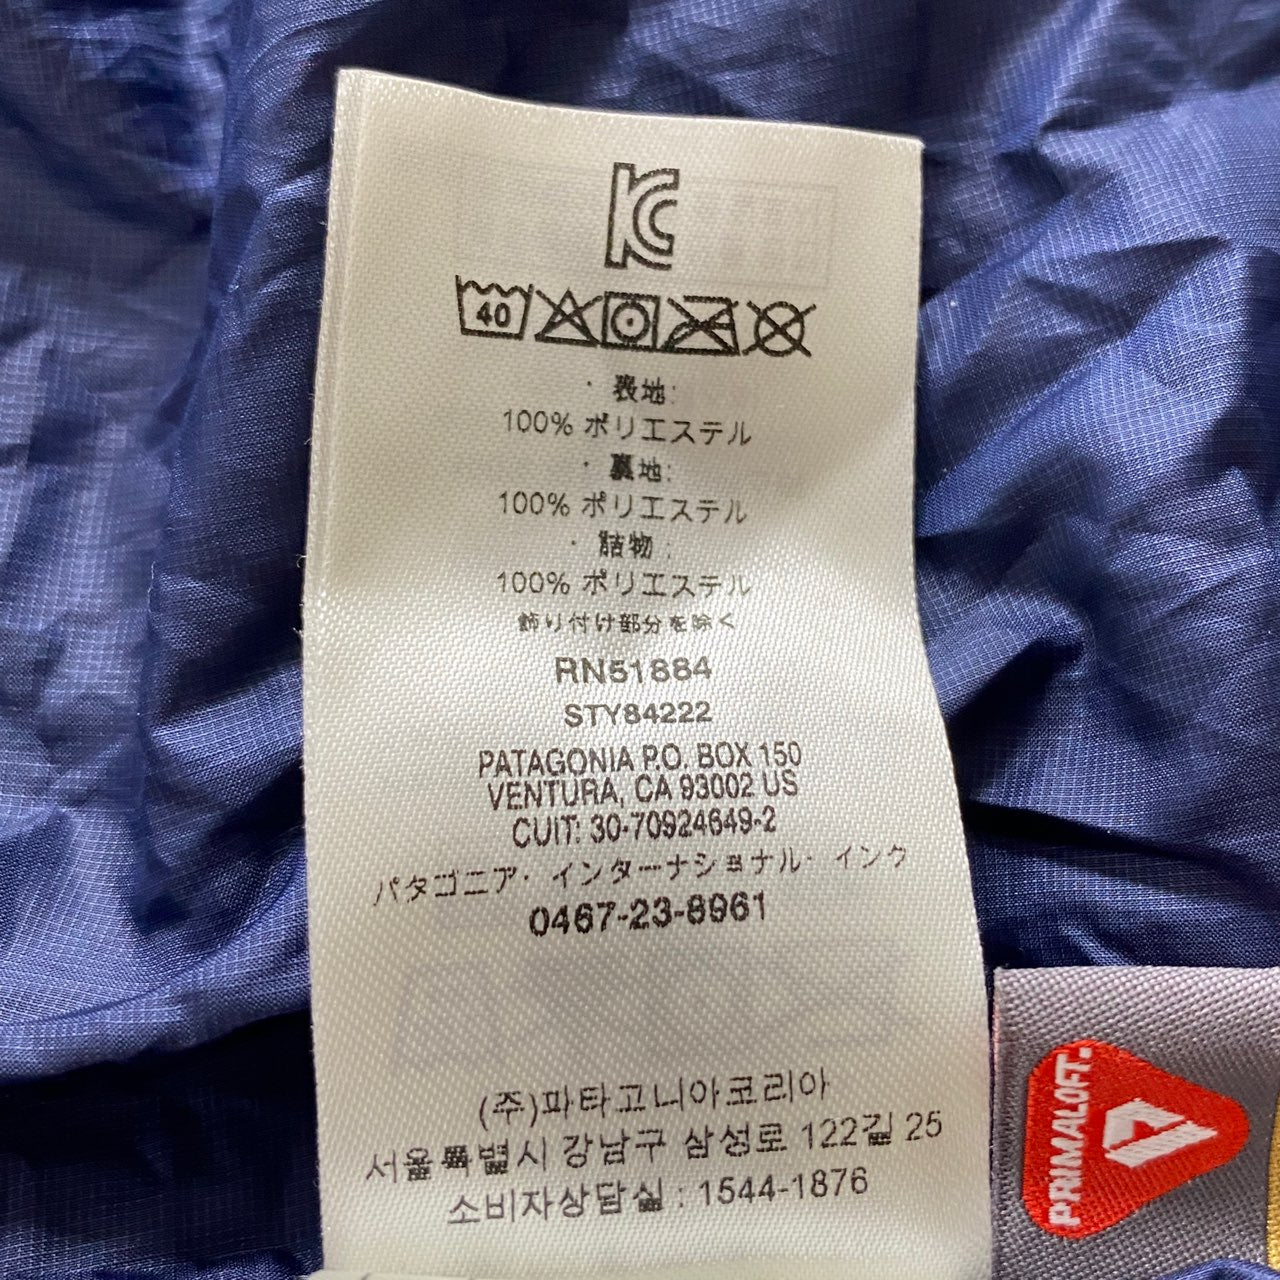 KC
40
・表地:
100% ポリエステル
・裏地:
100% ポリエステル
・詰物:
100% ポリエステル
飾り付け部分を除く
RN51884
STY84222
PATAGONIA P.O. BOX 150
VENTURA, CA 93002 US
CUIT: 30-70924649-2
パタゴニア・インターナショナル・インク
0467-23-8961
(주)파타고니아코리아
서울특별시 강남구 삼성로 122길 25
소비자상담실 : 1544-1876
PRIMALOFT.